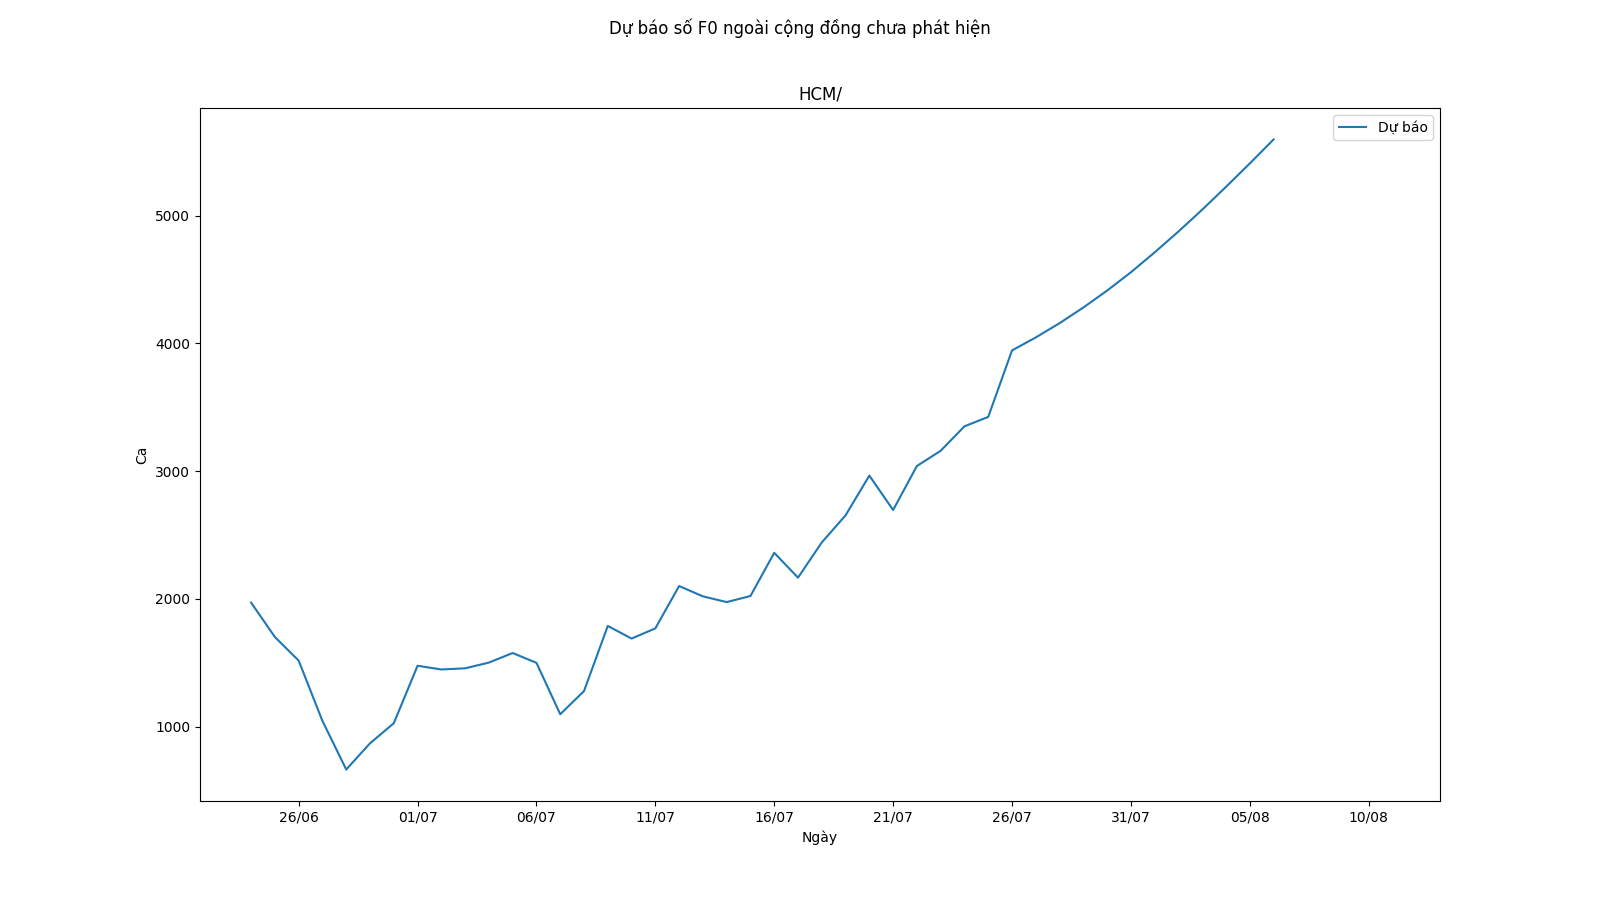 Dự báo số F0 ngoài cộng đồng chưa phát hiện
HCM/
Dự báo
5000
4000
3000
2000
1000
Ca
26/06 01/07 06/07 11/07 16/07 21/07 26/07 31/07 05/08 10/08
Ngày